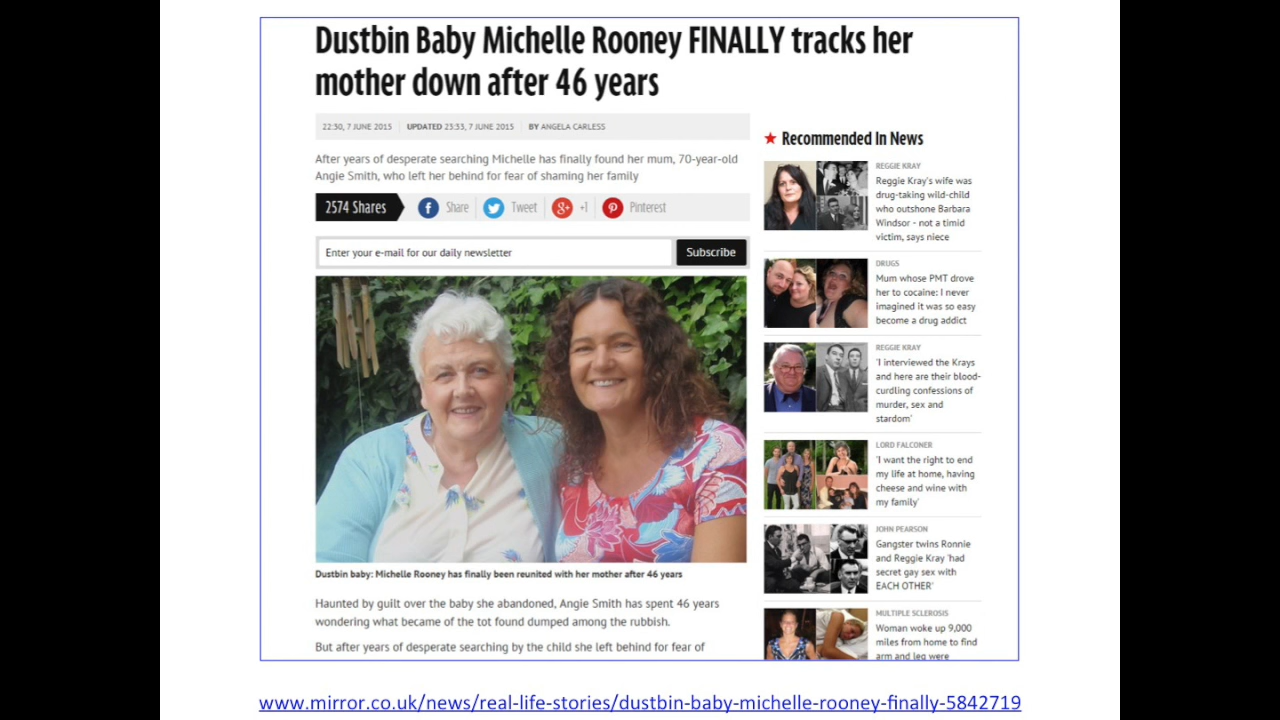 Dustbin Baby Michelle Rooney FINALLY tracks her
mother down after 46 years
22:30, 7 JUNE 2015 UPDATED 23:33, 7 JUNE 2015 BY ANGELA CARLESS
After years of desperate searching Michelle has finally found her mum, 70-year-old
Angie Smith, who left her behind for fear of shaming her family
2574 Shares Share Tweet +1 Pinterest
Enter your e-mail for our daily newsletter Subscribe
Dustbin baby: Michelle Rooney has finally been reunited with her mother after 46 years
Haunted by guilt over the baby she abandoned, Angie Smith has spent 46 years
wondering what became of the tot found dumped among the rubbish.
But after years of desperate searching by the child she left behind for fear of
Recommended In News
REGGIE KRAY
Reggie Kray's wife was
drug-taking wild-child
who outshone Barbara
Windsor - not a timid
victim, says niece
DRUGS
Mum whose PMT drove
her to cocaine: I never
imagined it was so easy
become a drug addict
REGGIE KRAY
'I interviewed the Krays
and here are their blood-
curdling confessions of
murder, sex and
stardom'
LORD FALCONER
'I want the right to end
my life at home, having
cheese and wine with
my family'
JOHN PEARSON
Gangster twins Ronnie
and Reggie Kray 'had
secret gay sex with
EACH OTHER'
MULTIPLE SCLEROSIS
Woman woke up 9,000
miles from home to find
arm and leg were
www.mirror.co.uk/news/real-life-stories/dustbin-baby-michelle-rooney-finally-5842719